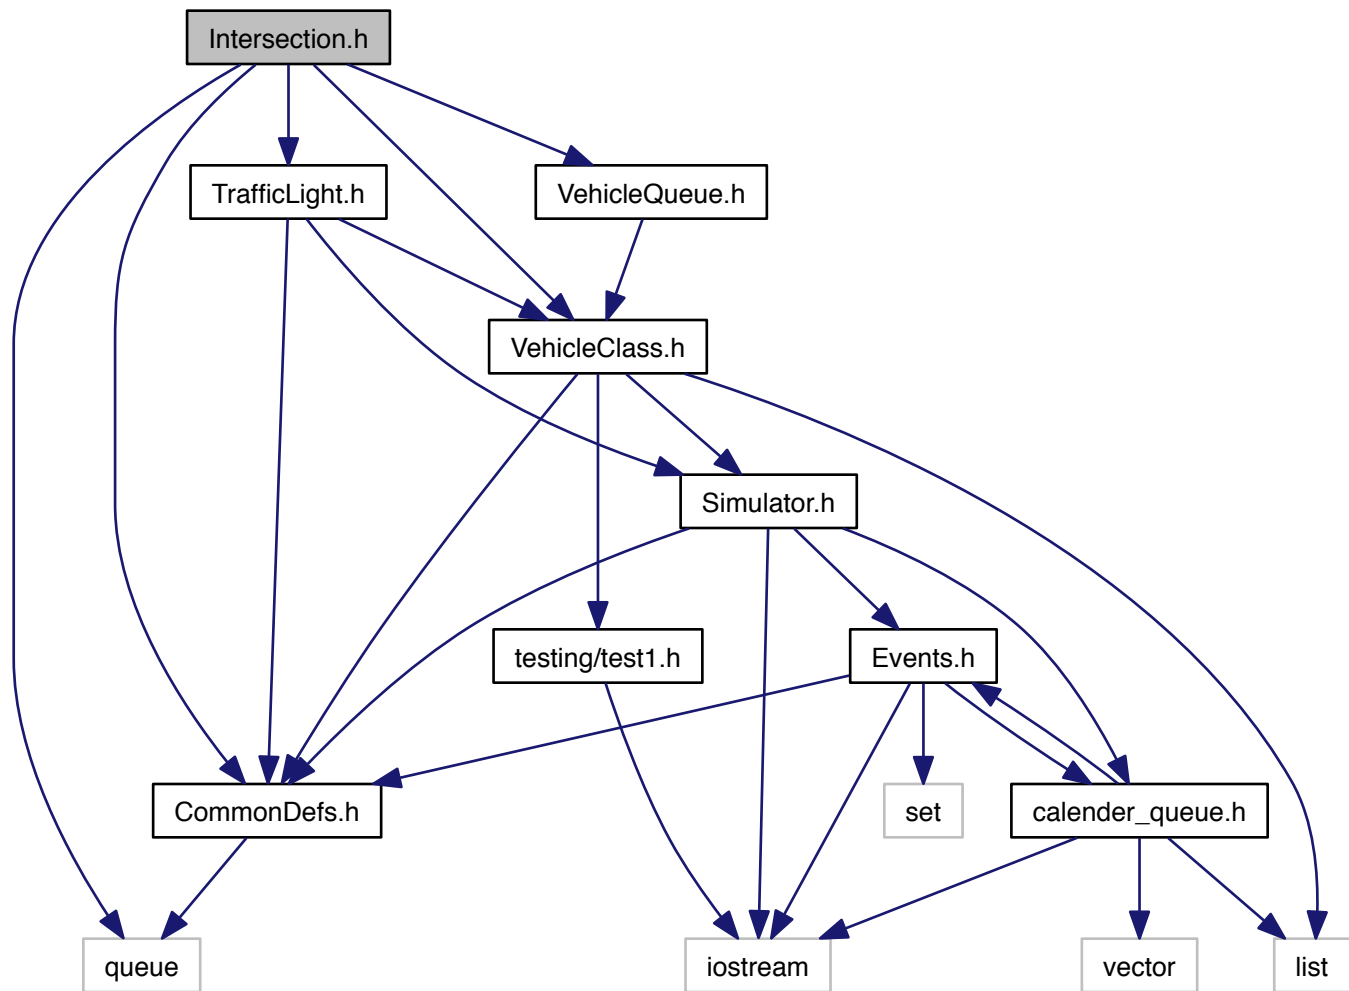 Intersection.h
TrafficLight.h
VehicleQueue.h
VehicleClass.h
Simulator.h
testing/test1.h
Events.h
CommonDefs.h
set
calender_queue.h
queue
iostream
vector
list